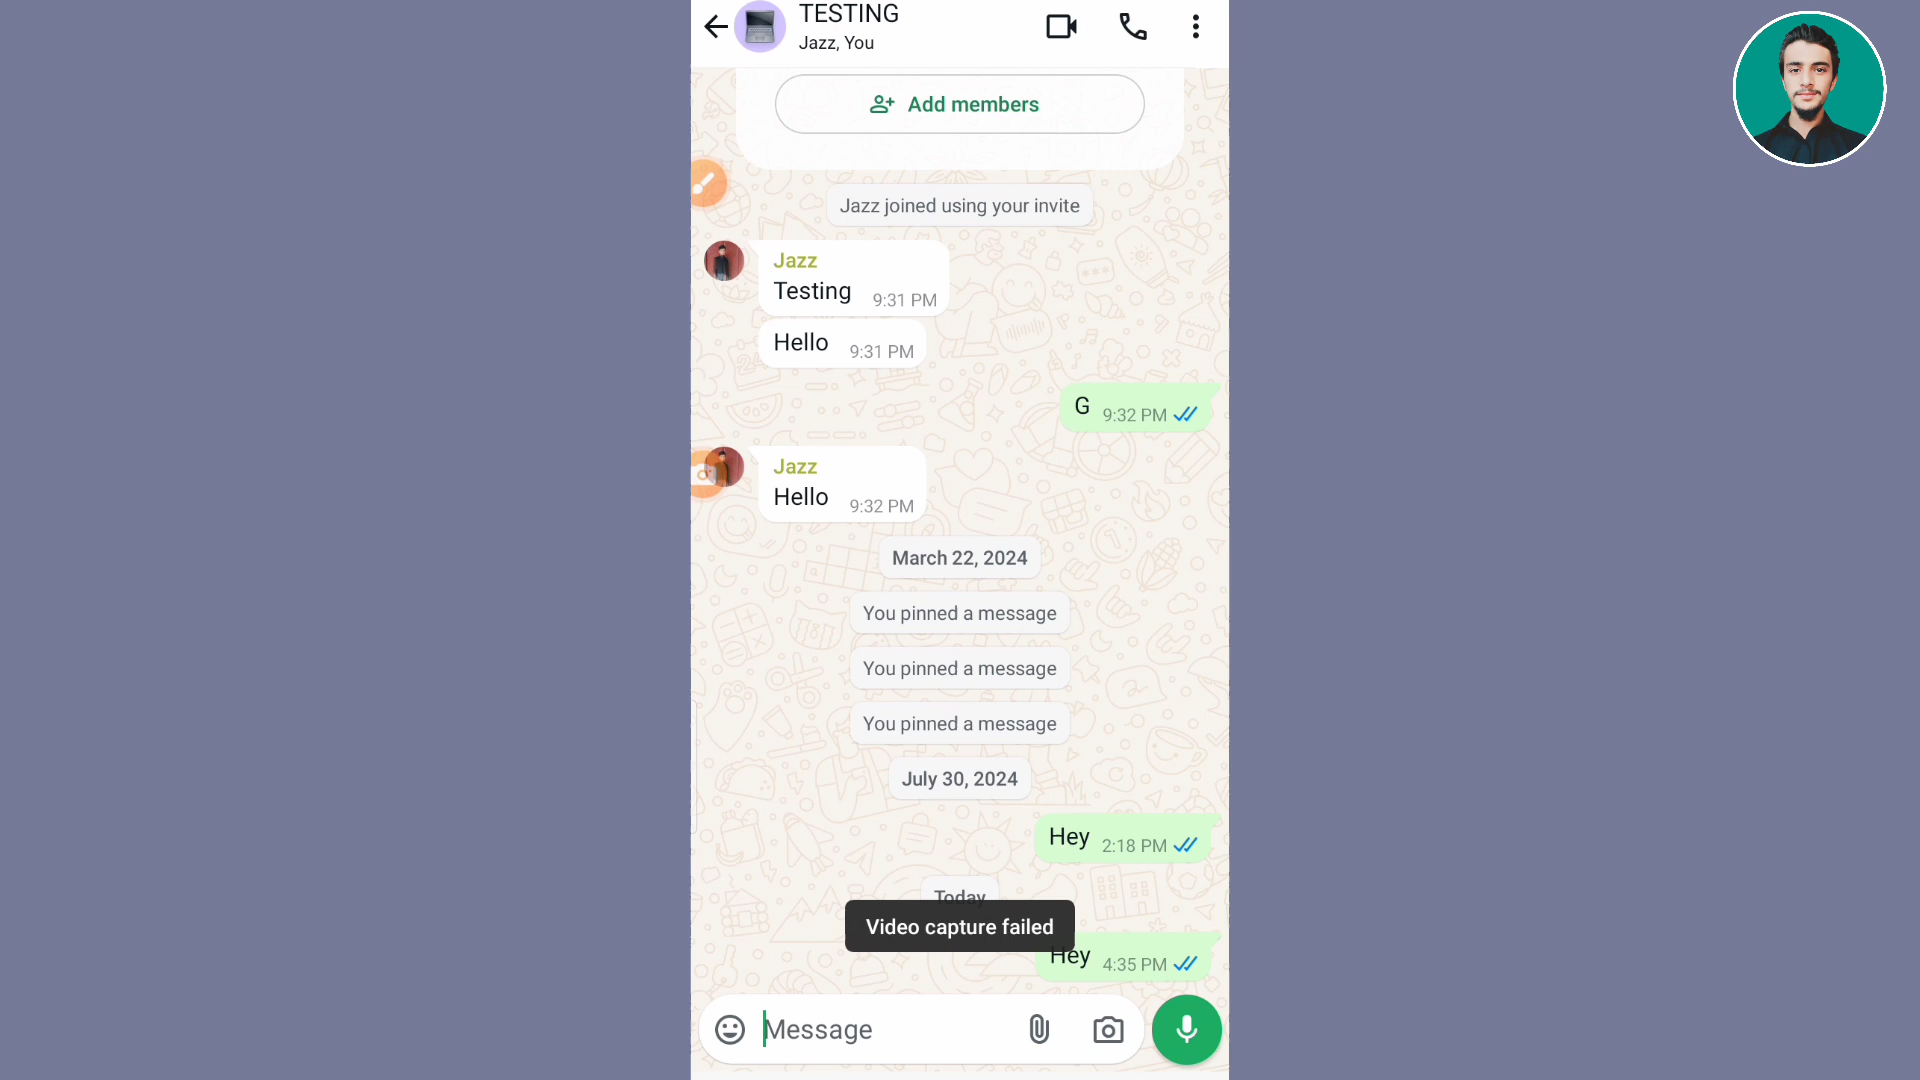 TESTING
Jazz, You
Add members
Jazz joined using your invite
Jazz
Testing 9:31 PM
Hello 9:31 PM
G 9:32 PM
Jazz
Hello 9:32 PM
March 22, 2024
You pinned a message
You pinned a message
You pinned a message
July 30, 2024
Hey 2:18 PM
Today
Video capture failed
Hey 4:35 PM
Message